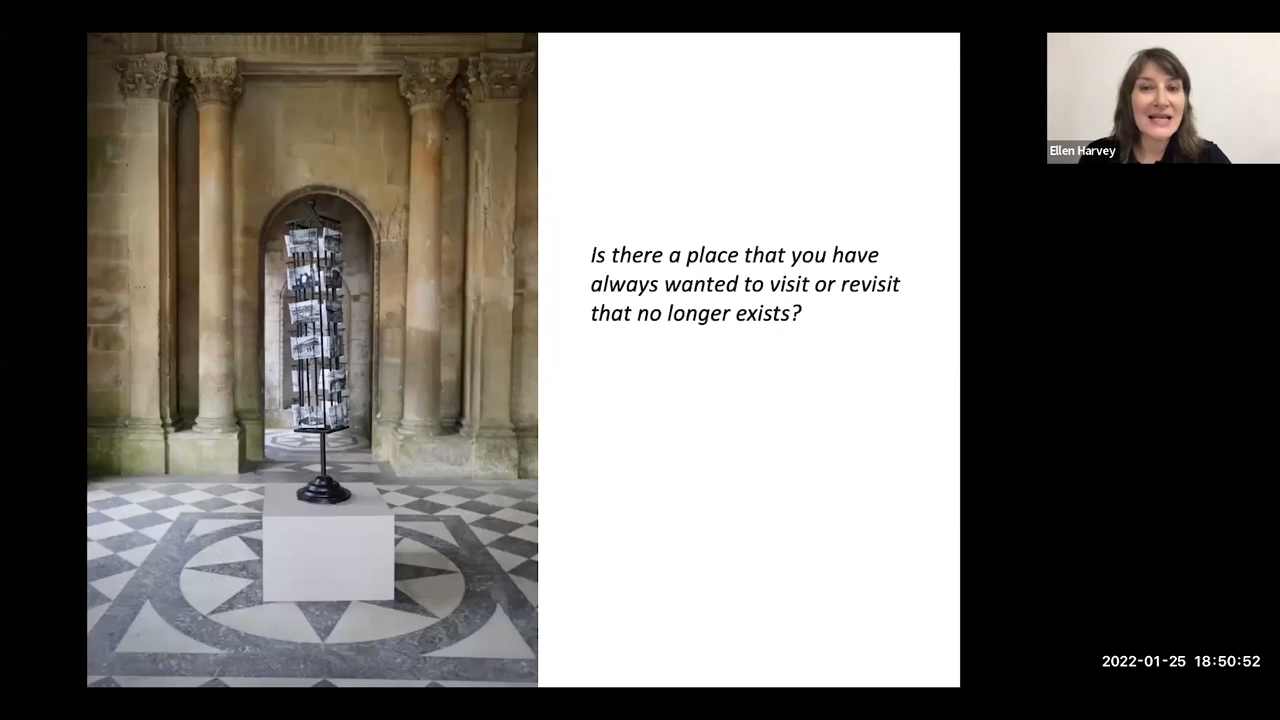 Is there a place that you have
always wanted to visit or revisit
that no longer exists?
Ellen Harvey
2022-01-25 18:50:52